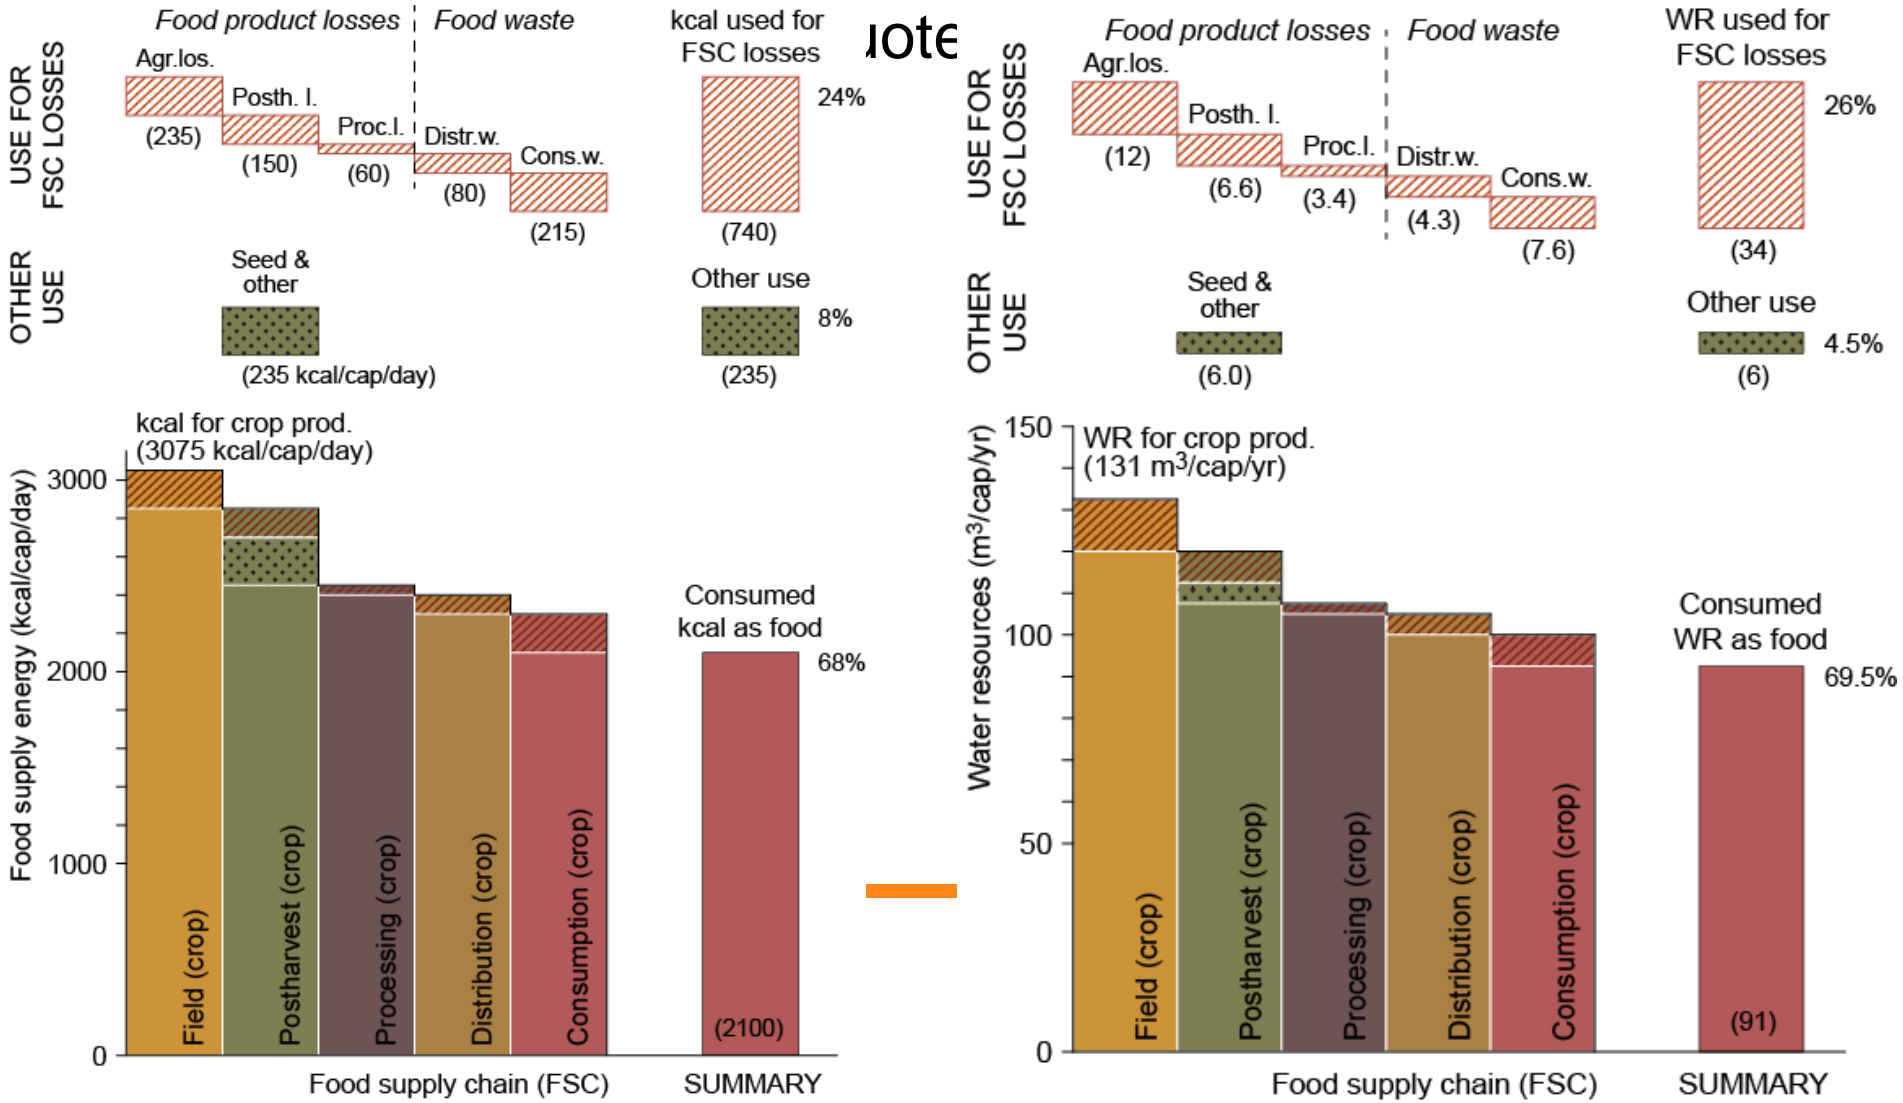 Food product losses
Food waste
kcal used for
FSC losses
USE FOR
FSC LOSSES
Agr.los.
(235)
Posth. l.
(150)
Proc.l.
(60)
Distr.w.
(80)
Cons.w.
(215)
24%
(740)
OTHER
USE
Seed &
other
(235 kcal/cap/day)
Other use
8%
(235)
kcal for crop prod.
(3075 kcal/cap/day)
Food supply energy (kcal/cap/day)
3000
2000
1000
0
Field (crop)
Postharvest (crop)
Processing (crop)
Distribution (crop)
Consumption (crop)
Consumed
kcal as food
68%
(2100)
Food supply chain (FSC)
SUMMARY
Food product losses
Food waste
WR used for
FSC losses
USE FOR
FSC LOSSES
Agr.los.
(12)
Posth. l.
(6.6)
Proc.l.
(3.4)
Distr.w.
(4.3)
Cons.w.
(7.6)
26%
(34)
OTHER
USE
Seed &
other
(6.0)
Other use
4.5%
(6)
WR for crop prod.
(131 m³/cap/yr)
Water resources (m³/cap/yr)
150
100
50
0
Field (crop)
Postharvest (crop)
Processing (crop)
Distribution (crop)
Consumption (crop)
Consumed
WR as food
69.5%
(91)
Food supply chain (FSC)
SUMMARY